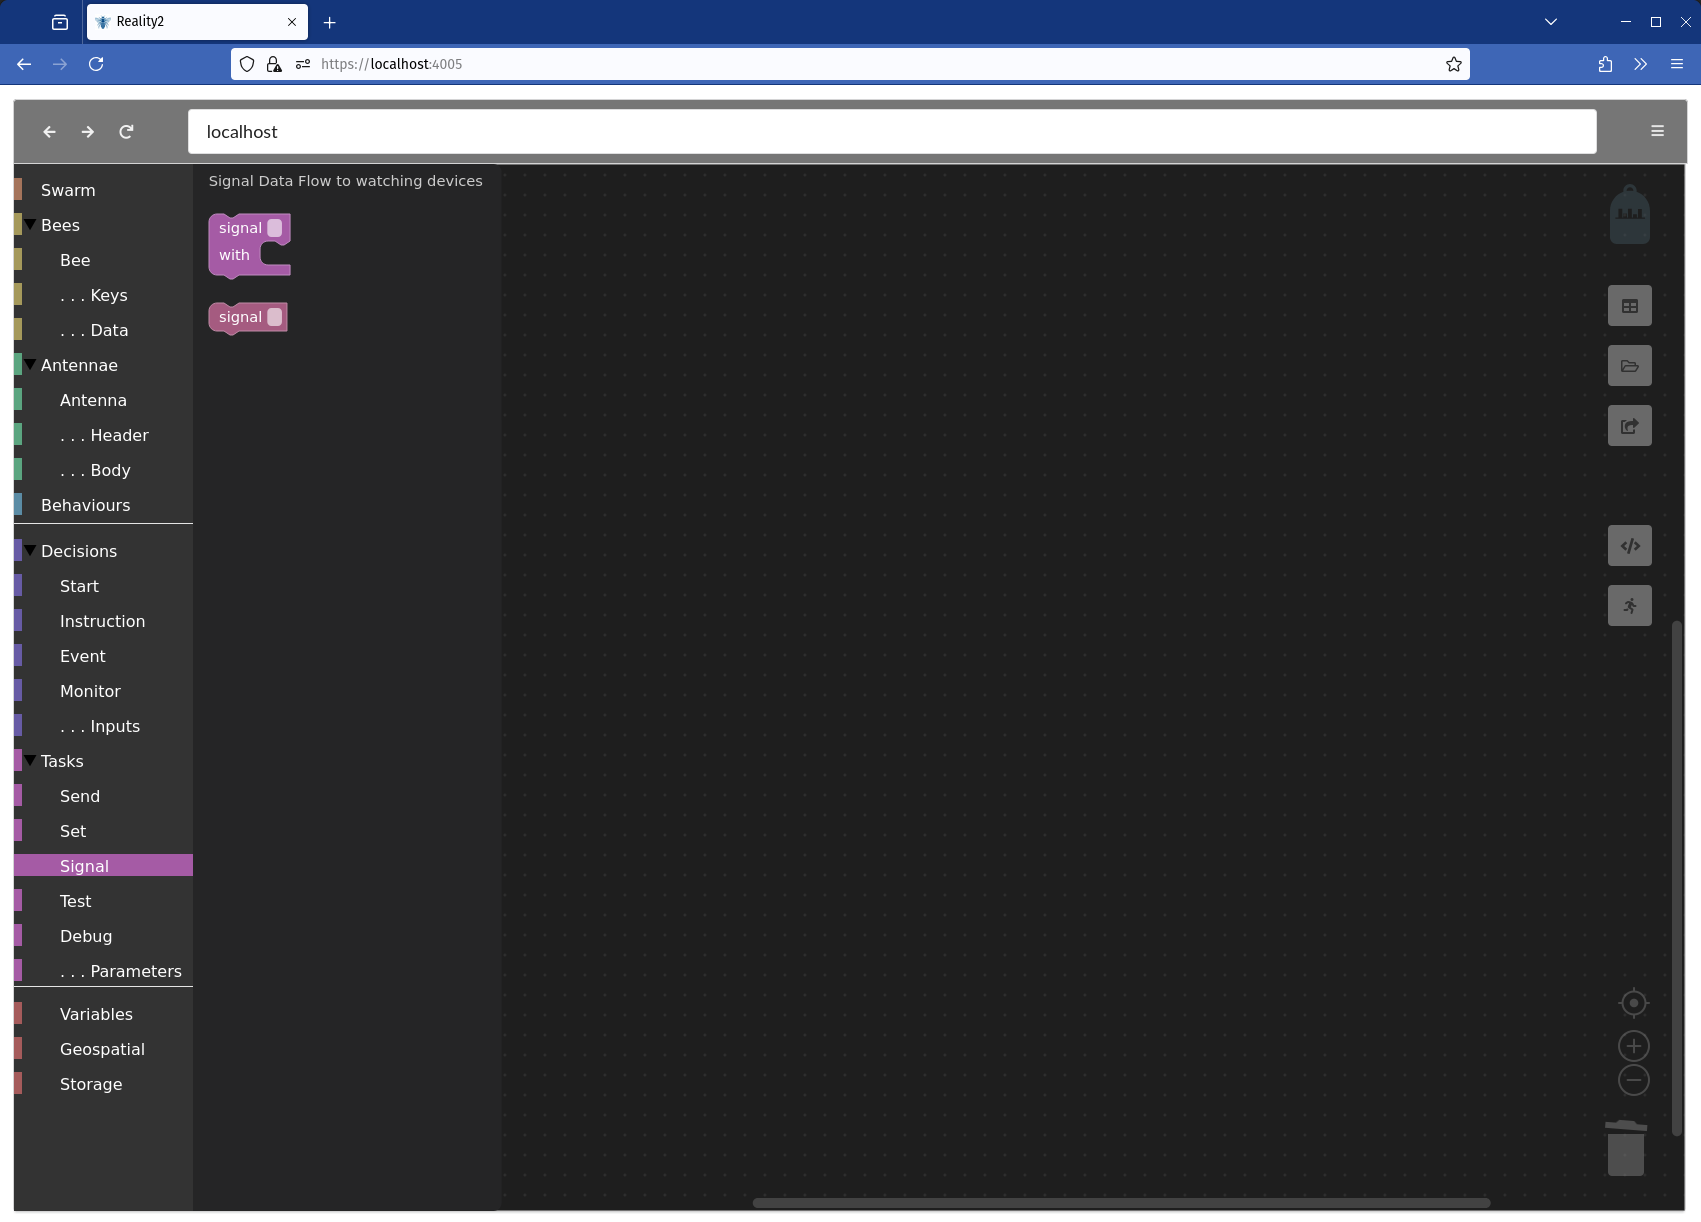 Reality2
https://localhost:4005
localhost
Swarm
Bees
Bee
. . . Keys
. . . Data
Antennae
Antenna
. . . Header
. . . Body
Behaviours
Decisions
Start
Instruction
Event
Monitor
. . . Inputs
Tasks
Send
Set
Signal
Test
Debug
. . . Parameters
Variables
Geospatial
Storage
Signal Data Flow to watching devices
signal
with
signal